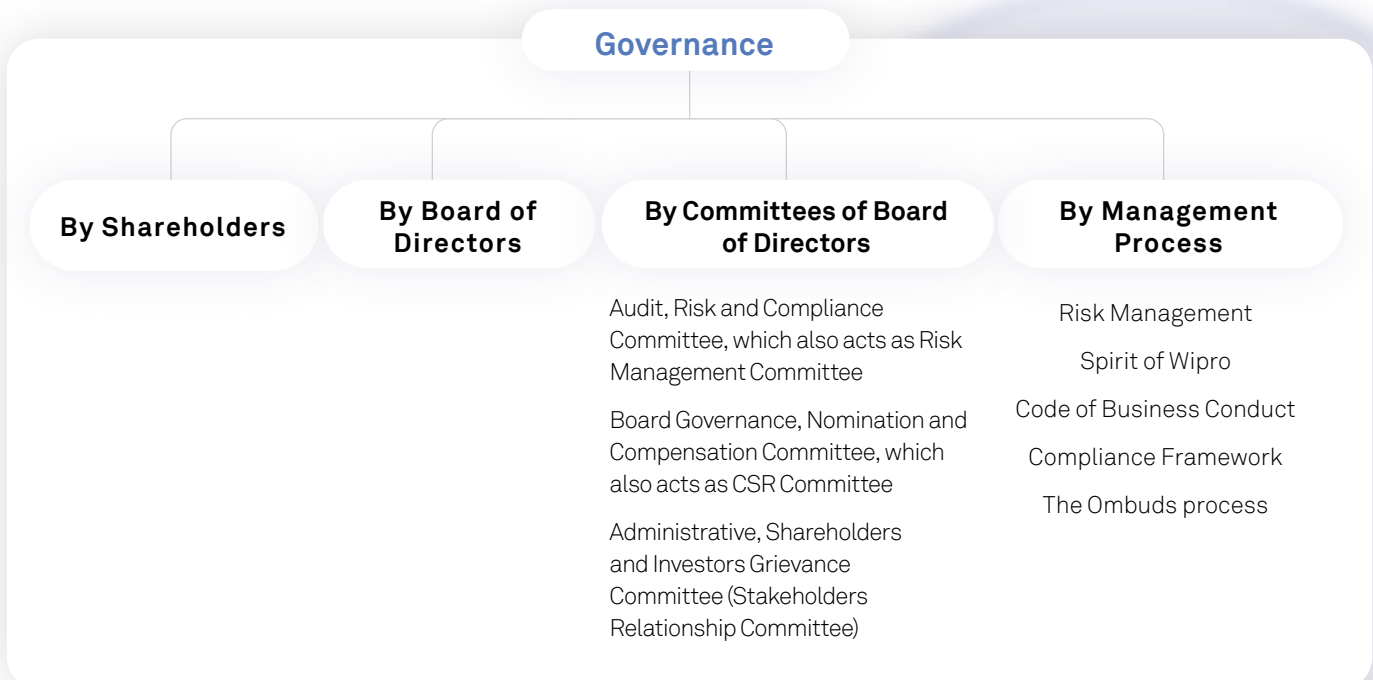 Governance
By Shareholders
By Board of
Directors
By Committees of Board
of Directors
By Management
Process
Audit, Risk and Compliance
Committee, which also acts as Risk
Management Committee
Board Governance, Nomination and
Compensation Committee, which
also acts as CSR Committee
Administrative, Shareholders
and Investors Grievance
Committee (Stakeholders
Relationship Committee)
Risk Management
Spirit of Wipro
Code of Business Conduct
Compliance Framework
The Ombuds process